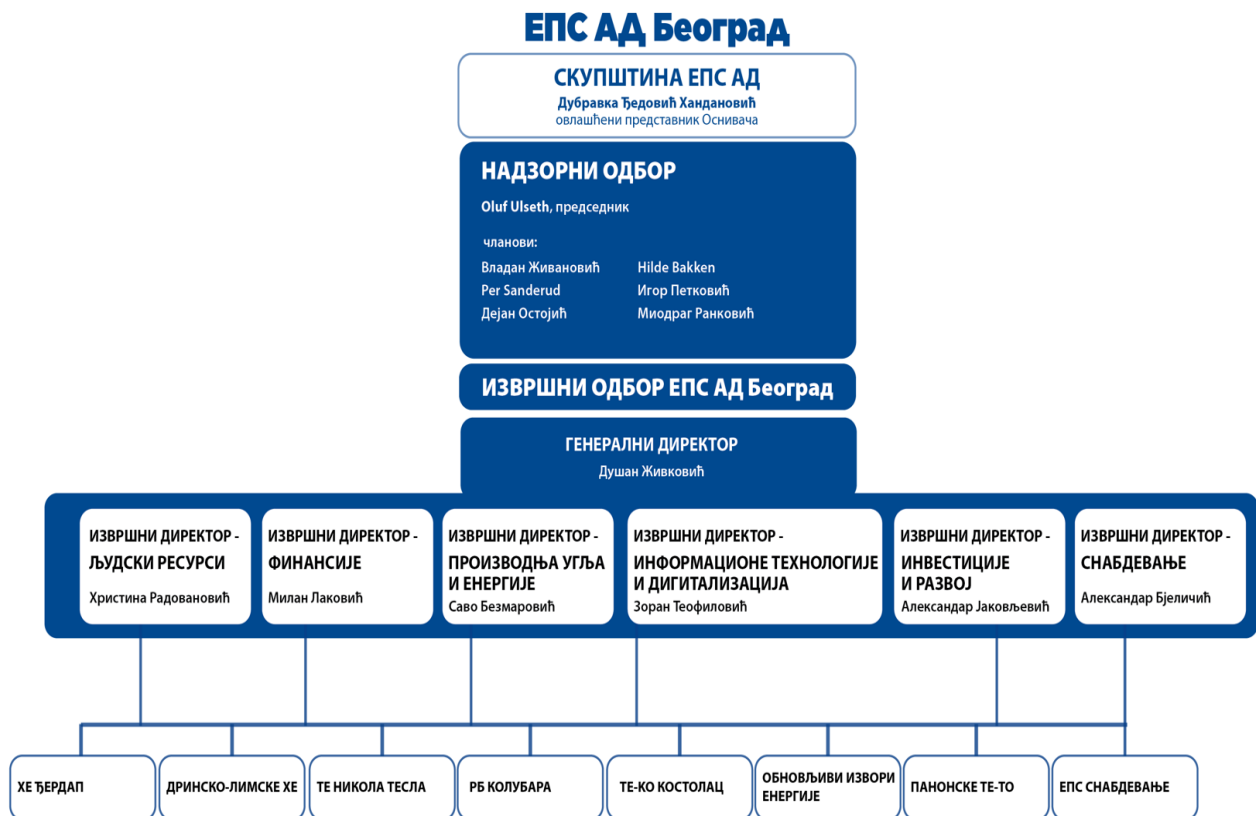 ЕПС АД Београд
СКУПШТИНА ЕПС АД
Дубравка Ђедовић Хандановић
овлашћени представник Оснивача
НАДЗОРНИ ОДБОР
Oluf Ulseth, председник
чланови:
Владан Живановић
Per Sanderud
Дејан Остојић
Hilde Bakken
Игор Петковић
Миодраг Ранковић
ИЗВРШНИ ОДБОР ЕПС АД Београд
ГЕНЕРАЛНИ ДИРЕКТОР
Душан Живковић
ИЗВРШНИ ДИРЕКТОР -
ЉУДСКИ РЕСУРСИ
Христина Радовановић
ИЗВРШНИ ДИРЕКТОР -
ФИНАНСИЈЕ
Милан Лаковић
ИЗВРШНИ ДИРЕКТОР -
ПРОИЗВОДЊА УГЉА
И ЕНЕРГИЈЕ
Саво Безмаровић
ИЗВРШНИ ДИРЕКТОР -
ИНФОРМАЦИОНЕ ТЕХНОЛОГИЈЕ
И ДИГИТАЛИЗАЦИЈА
Зоран Теофиловић
ИЗВРШНИ ДИРЕКТОР -
ИНВЕСТИЦИЈЕ
И РАЗВОЈ
Александар Јаковљевић
ИЗВРШНИ ДИРЕКТОР -
СНАБДЕВАЊЕ
Александар Бјеличић
ХЕ ЂЕРДАП
ДРИНСКО-ЛИМСКЕ ХЕ
ТЕ НИКОЛА ТЕСЛА
РБ КОЛУБАРА
ТЕ-КО КОСТОЛАЦ
ОБНОВЉИВИ ИЗВОРИ
ЕНЕРГИЈЕ
ПАНОНСКЕ ТЕ-ТО
ЕПС СНАБДЕВАЊЕ